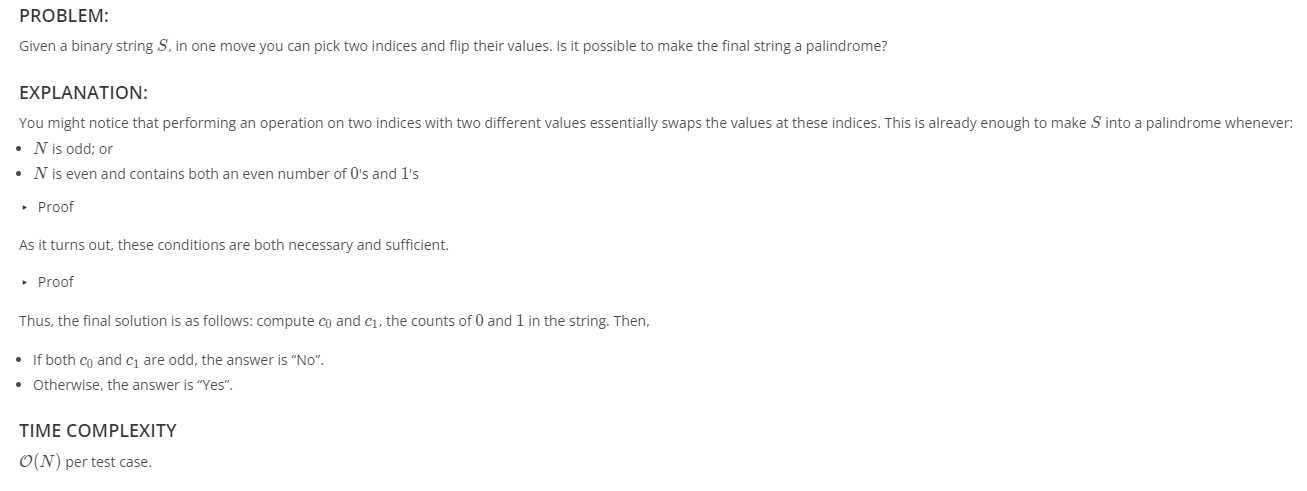 PROBLEM:
Given a binary string S, in one move you can pick two indices and flip their values. Is it possible to make the final string a palindrome?
EXPLANATION:
You might notice that performing an operation on two indices with two different values essentially swaps the values at these indices. This is already enough to make S into a palindrome whenever:
• N is odd; or
• N is even and contains both an even number of 0's and 1's
▸ Proof
As it turns out, these conditions are both necessary and sufficient.
▸ Proof
Thus, the final solution is as follows: compute c₀ and c₁, the counts of 0 and 1 in the string. Then,
• If both c₀ and c₁ are odd, the answer is “No”.
• Otherwise, the answer is “Yes”.
TIME COMPLEXITY
𝒪(N) per test case.